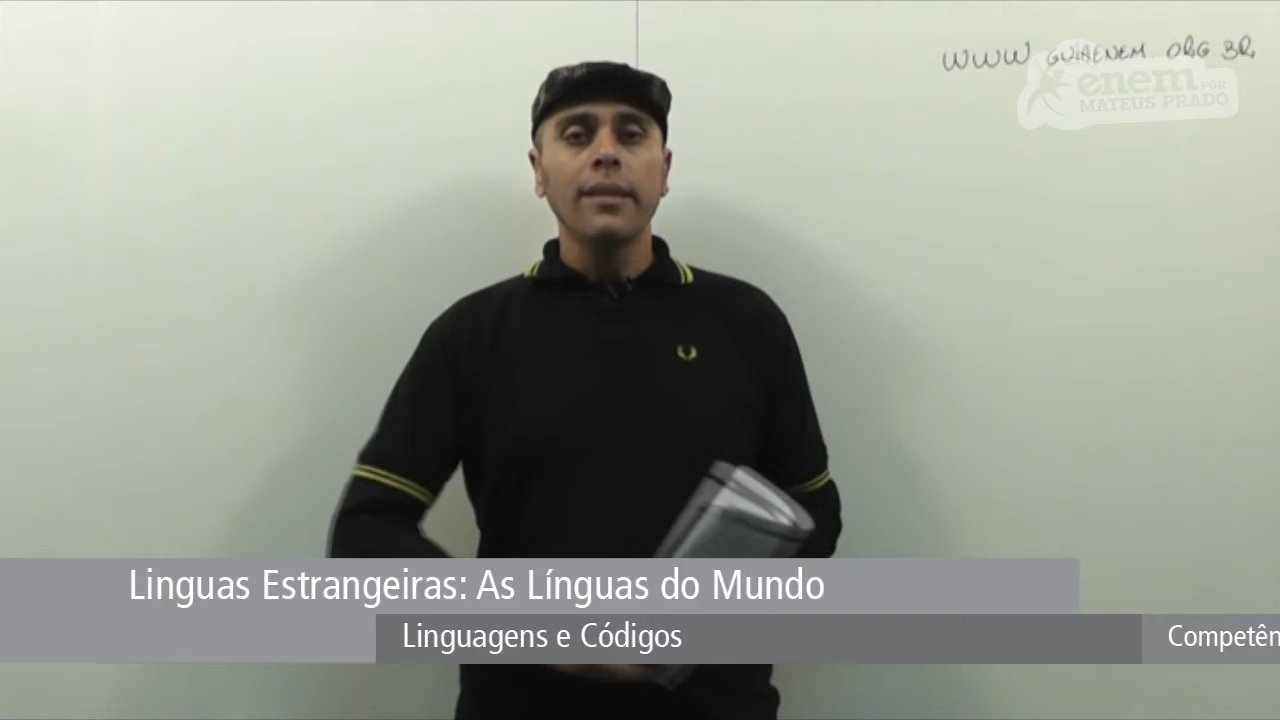 WWW GUIAENEM.ORG.BR
enem POR
MATEUS PRADO
Linguas Estrangeiras: As Línguas do Mundo
Linguagens e Códigos
Competên